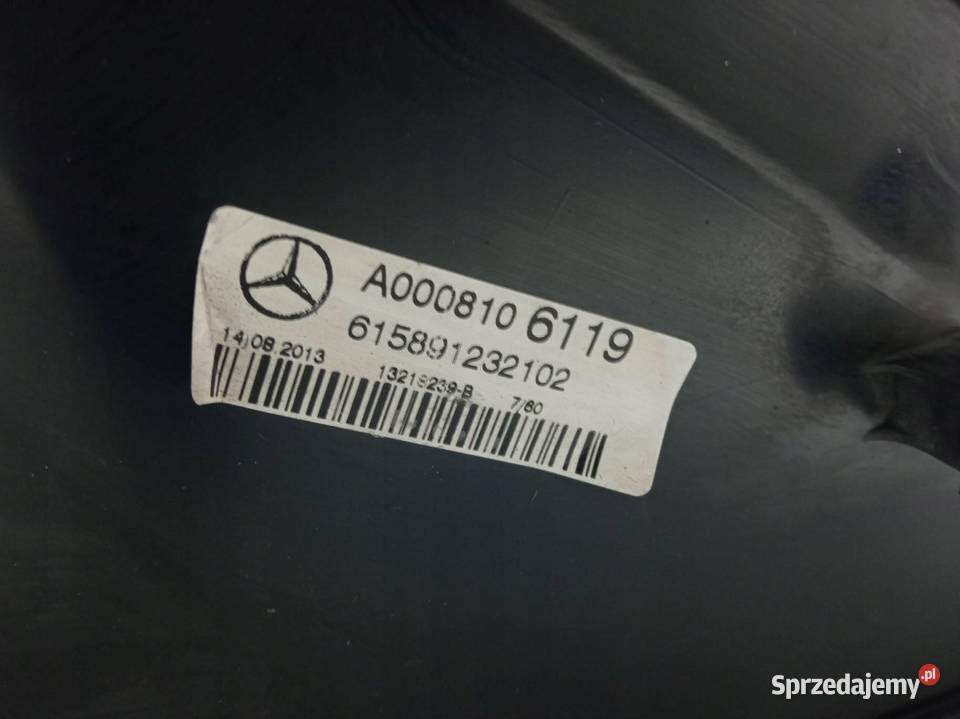 A000810 6119
615891232102
14.08.2013
13219239-B 7/60
Sprzedajemy.pl